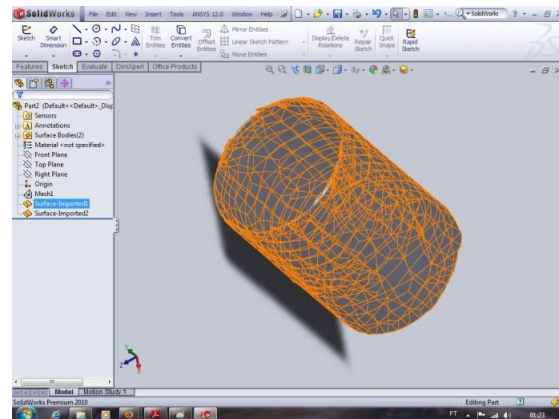 SolidWorks File Edit View Insert Tools ANSYS 12.0 Window Help SolidWorks
Sketch Smart Dimension Trim Entities Convert Entities Offset Entities Mirror Entities Linear Sketch Pattern Move Entities Display/Delete Relations Repair Sketch Quick Snaps Rapid Sketch
Features Sketch Evaluate DimXpert Office Products
Part2 (Default<<Default>_Disp
Sensors
Annotations
Surface Bodies(2)
Material <not specified>
Front Plane
Top Plane
Right Plane
Origin
Mesh1
Surface-Imported1
Surface-Imported2
Model Motion Study 1
SolidWorks Premium 2010 Editing Part
PT 01:23